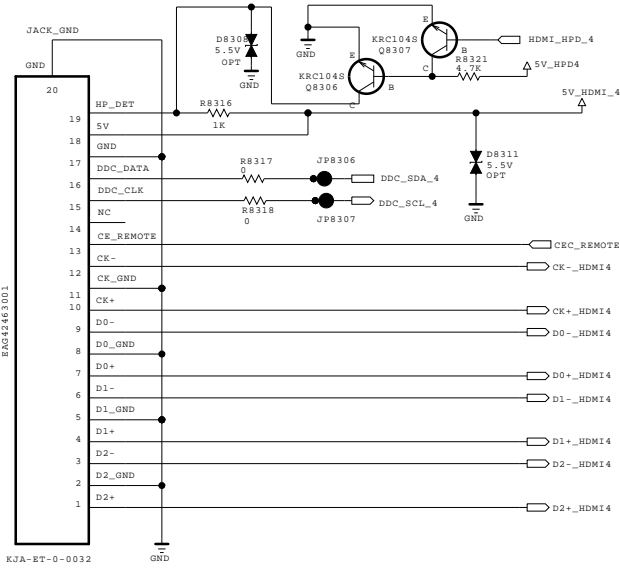 JACK_GND
GND
20
D8308
5.5V
OPT
GND
GND
E
KRC104S
Q8307
B
C
HDMI_HPD_4
E
KRC104S
Q8306
B
C
R8321
4.7K
5V_HPD4
5V_HDMI_4
19
HP_DET
R8316
1K
5V
18
GND
D8311
5.5V
OPT
GND
17
DDC_DATA
R8317
0
JP8306
DDC_SDA_4
16
DDC_CLK
R8318
0
JP8307
DDC_SCL_4
15
NC
14
CE_REMOTE
CEC_REMOTE
13
CK-
CK-_HDMI4
12
CK_GND
11
CK+
CK+_HDMI4
10
D0-
D0-_HDMI4
9
D0_GND
8
D0+
D0+_HDMI4
7
D1-
D1-_HDMI4
6
D1_GND
5
D1+
D1+_HDMI4
4
D2-
D2-_HDMI4
3
D2_GND
2
D2+
D2+_HDMI4
1
EAG42463001
KJA-ET-0-0032
GND